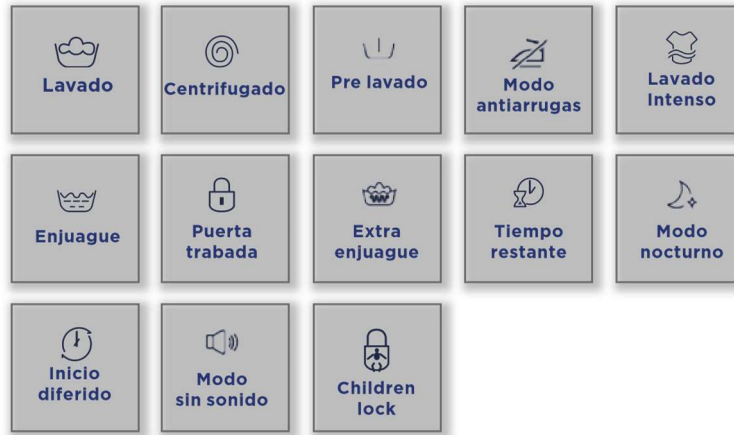 Lavado
Centrifugado
Pre lavado
Modo
antiarrugas
Lavado
Intenso
Enjuague
Puerta
trabada
Extra
enjuague
Tiempo
restante
Modo
nocturno
Inicio
diferido
Modo
sin sonido
Children
lock